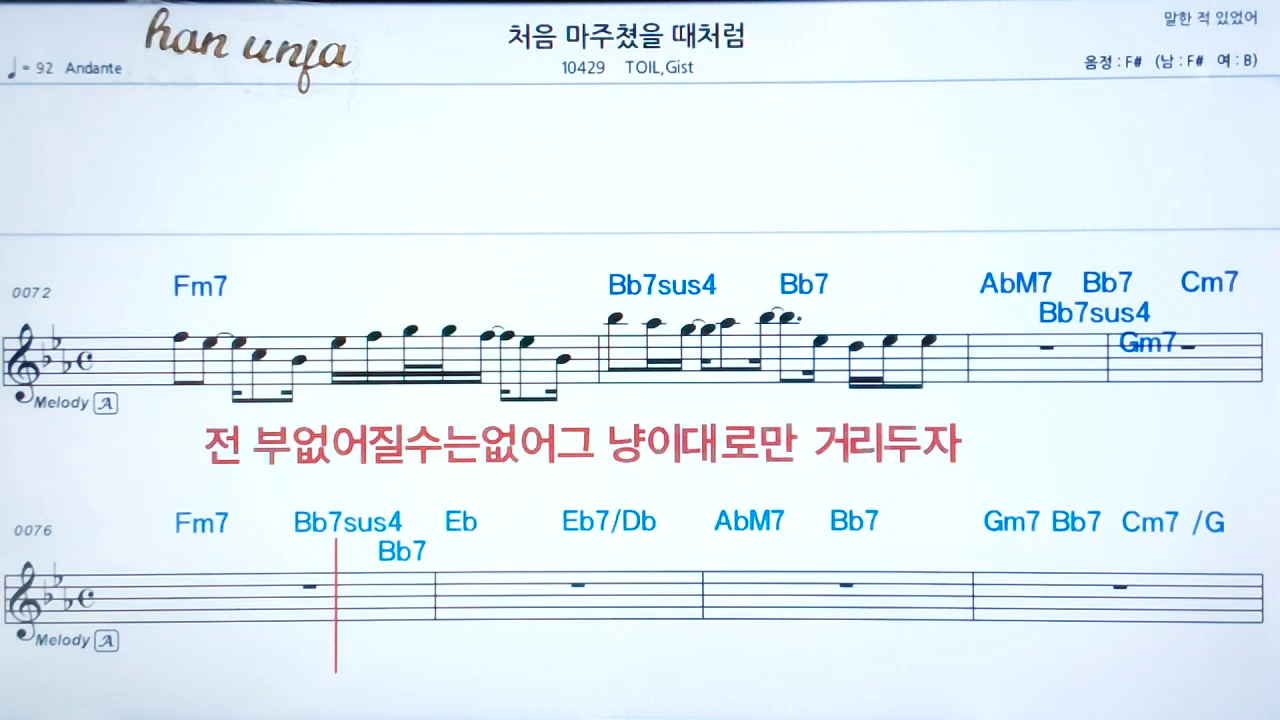 han unfa
처음 마주쳤을 때처럼
말한 적 있었어
♩= 92 Andante
10429 TOIL,Gist
음정 : F# (남 : F# 여 : B)
0072
Fm7 Bb7sus4 Bb7 AbM7 Bb7 Cm7
Bb7sus4
Gm7
Melody A
전 부없어질수는없어그 냥이대로만 거리두자
0076
Fm7 Bb7sus4 Eb Eb7/Db AbM7 Bb7 Gm7 Bb7 Cm7 /G
Bb7
Melody A